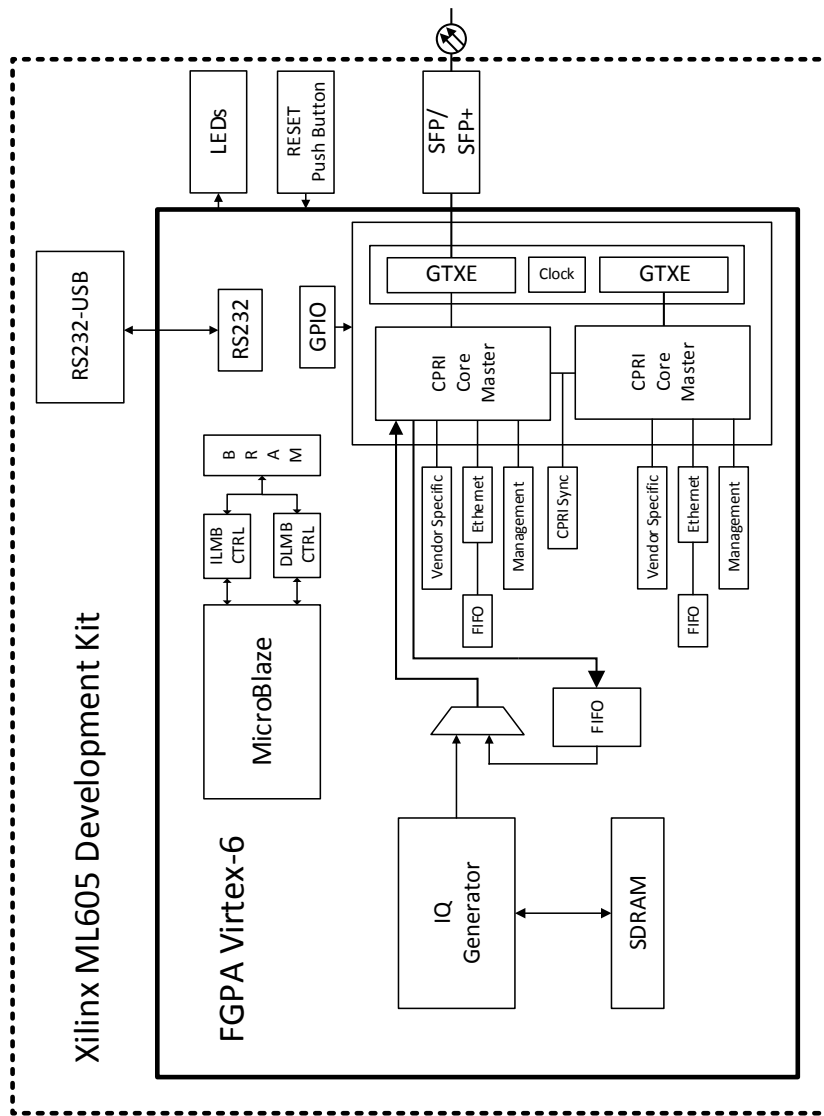 Xilinx ML605 Development Kit
RS232-USB
LEDs
RESET
Push Button
SFP/
SFP+
FGPA Virtex-6
MicroBlaze
ILMB
CTRL
DLMB
CTRL
B
R
A
M
RS232
GPIO
GTXE
Clock
GTXE
CPRI
Core
Master
CPRI
Core
Master
Vendor Specific
Ethernet
Management
CPRI Sync
Vendor Specific
Ethernet
Management
FIFO
FIFO
FIFO
IQ
Generator
SDRAM